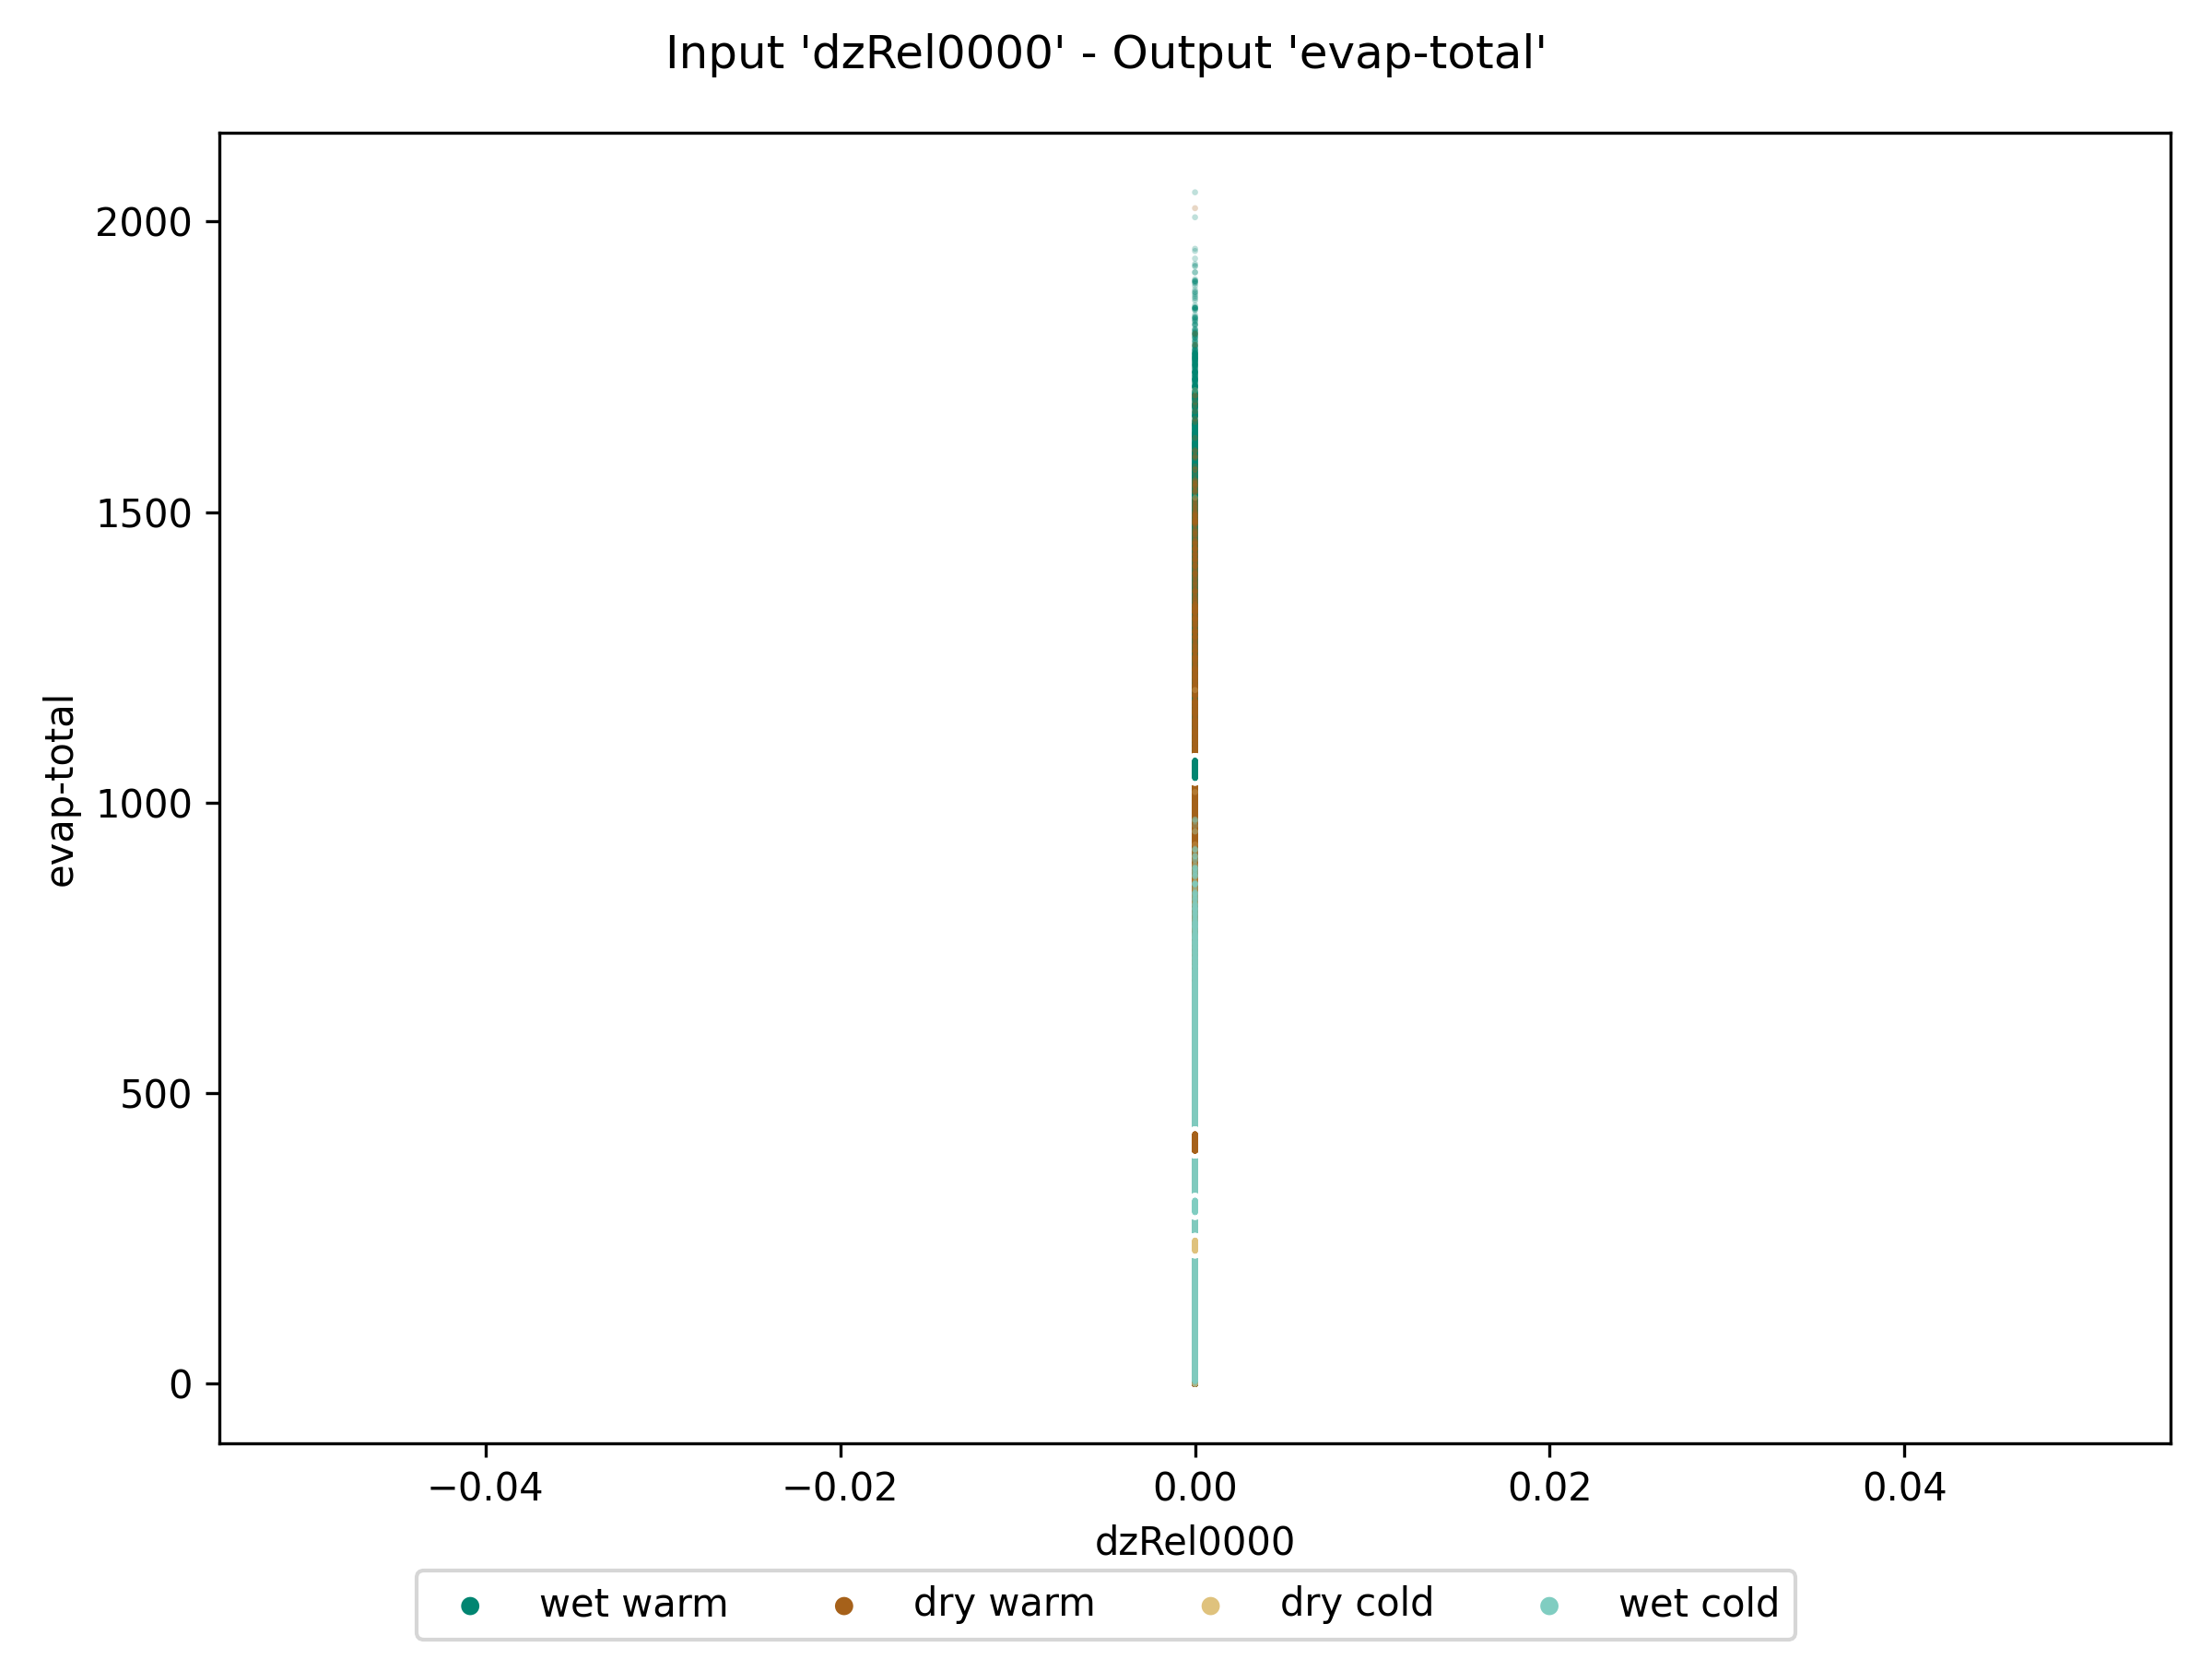 Input 'dzRel0000' - Output 'evap-total'
2000
1500
1000
500
0
evap-total
−0.04 −0.02 0.00 0.02 0.04
dzRel0000
wet warm dry warm dry cold wet cold